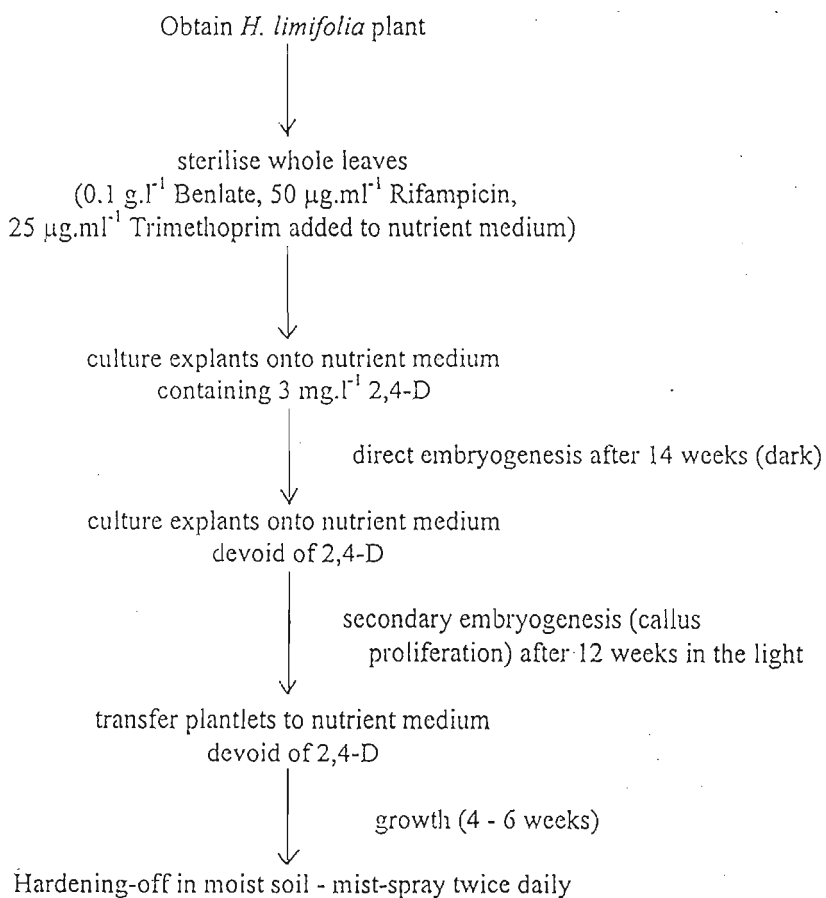 Obtain H. limifolia plant
sterilise whole leaves
(0.1 g.l⁻¹ Benlate, 50 µg.ml⁻¹ Rifampicin,
25 µg.ml⁻¹ Trimethoprim added to nutrient medium)
culture explants onto nutrient medium
containing 3 mg.l⁻¹ 2,4-D
direct embryogenesis after 14 weeks (dark)
culture explants onto nutrient medium
devoid of 2,4-D
secondary embryogenesis (callus
proliferation) after 12 weeks in the light
transfer plantlets to nutrient medium
devoid of 2,4-D
growth (4 - 6 weeks)
Hardening-off in moist soil - mist-spray twice daily